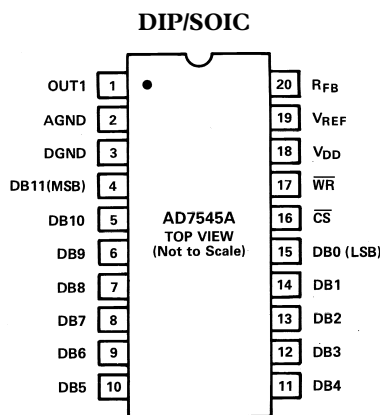 DIP/SOIC
OUT1 1
AGND 2
DGND 3
DB11(MSB) 4
DB10 5
DB9 6
DB8 7
DB7 8
DB6 9
DB5 10
AD7545A
TOP VIEW
(Not to Scale)
20 RFB
19 VREF
18 VDD
17 WR
16 CS
15 DB0 (LSB)
14 DB1
13 DB2
12 DB3
11 DB4